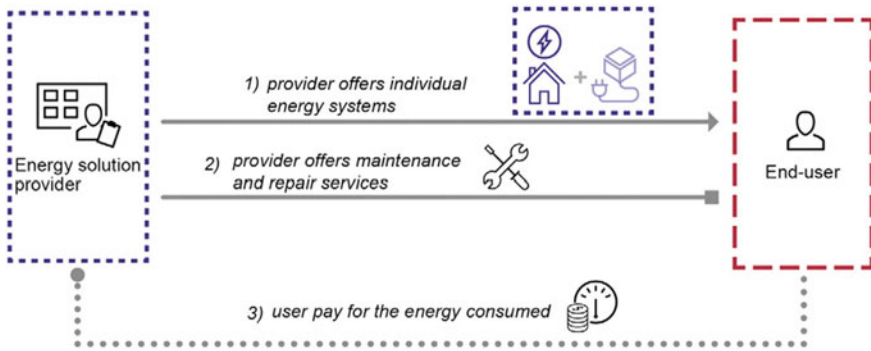 1) provider offers individual
energy systems
Energy solution
provider
2) provider offers maintenance
and repair services
End-user
3) user pay for the energy consumed